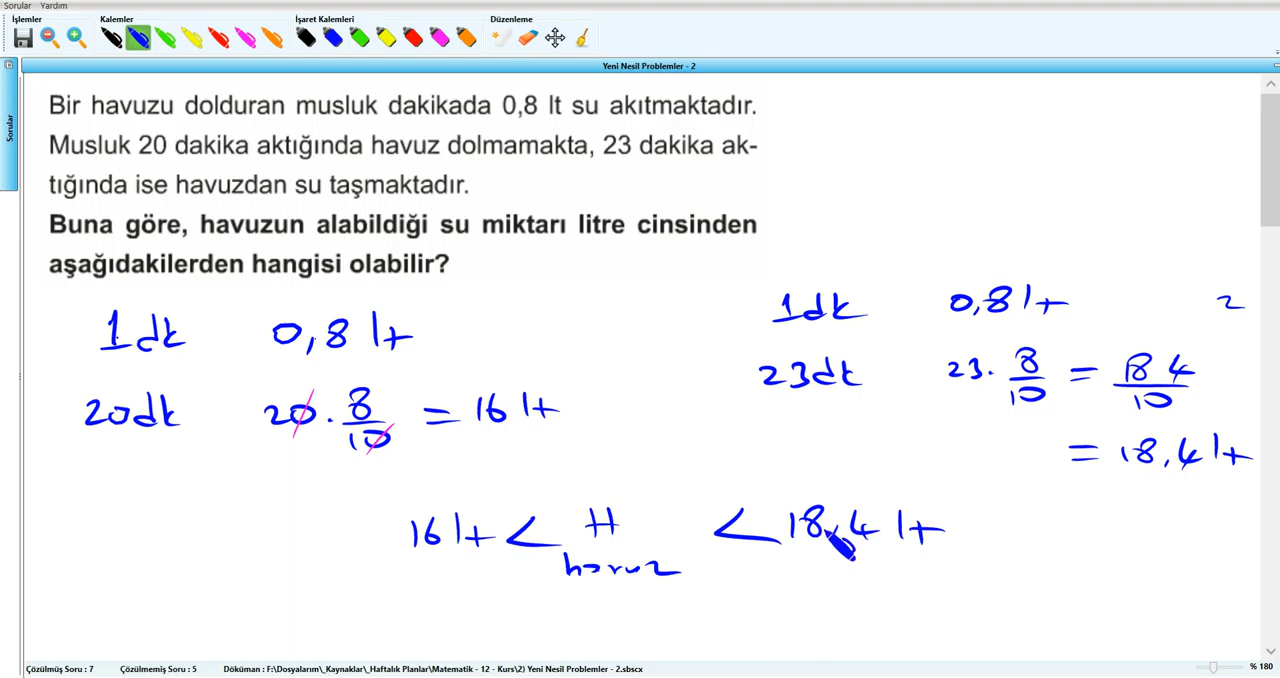 Sorular Yardım
İşlemler Kalemler İşaret Kalemleri Düzenleme
Yeni Nesil Problemler - 2
Sorular
Bir havuzu dolduran musluk dakikada 0,8 lt su akıtmaktadır.
Musluk 20 dakika aktığında havuz dolmamakta, 23 dakika ak-
tığında ise havuzdan su taşmaktadır.
Buna göre, havuzun alabildiği su miktarı litre cinsinden
aşağıdakilerden hangisi olabilir?
1dk 0,8 lt
20dk 20 . 8/10 = 16 lt
1dk 0,8 lt 2
23dk 23 . 8/10 = 184/10
= 18,4 lt
16 lt < H < 18,4 lt
havuz
Çözülmüş Soru : 7 Çözülmemiş Soru : 5 Döküman : F:\Dosyalarım\_Kaynaklar\_Haftalık Planlar\Matematik - 12 - Kurs\2) Yeni Nesil Problemler - 2.sbscx % 180